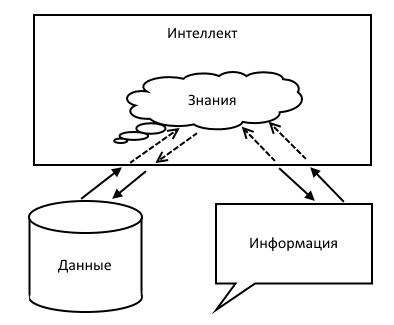 Интеллект
Знания
Данные
Информация